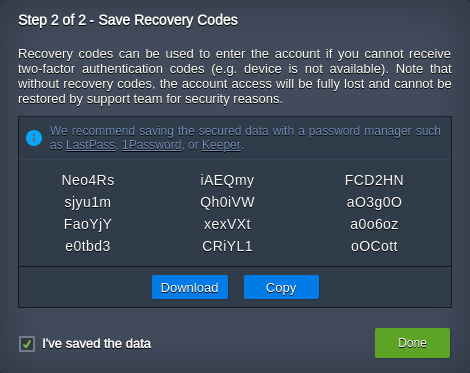 Step 2 of 2 - Save Recovery Codes
Recovery codes can be used to enter the account if you cannot receive
two-factor authentication codes (e.g. device is not available). Note that
without recovery codes, the account access will be fully lost and cannot be
restored by support team for security reasons.
We recommend saving the secured data with a password manager such
as LastPass, 1Password, or Keeper.
Neo4Rs iAEQmy FCD2HN
sjyu1m Qh0iVW aO3g0O
FaoYjY xexVXt a0o6oz
e0tbd3 CRiYL1 oOCott
Download Copy
I've saved the data Done